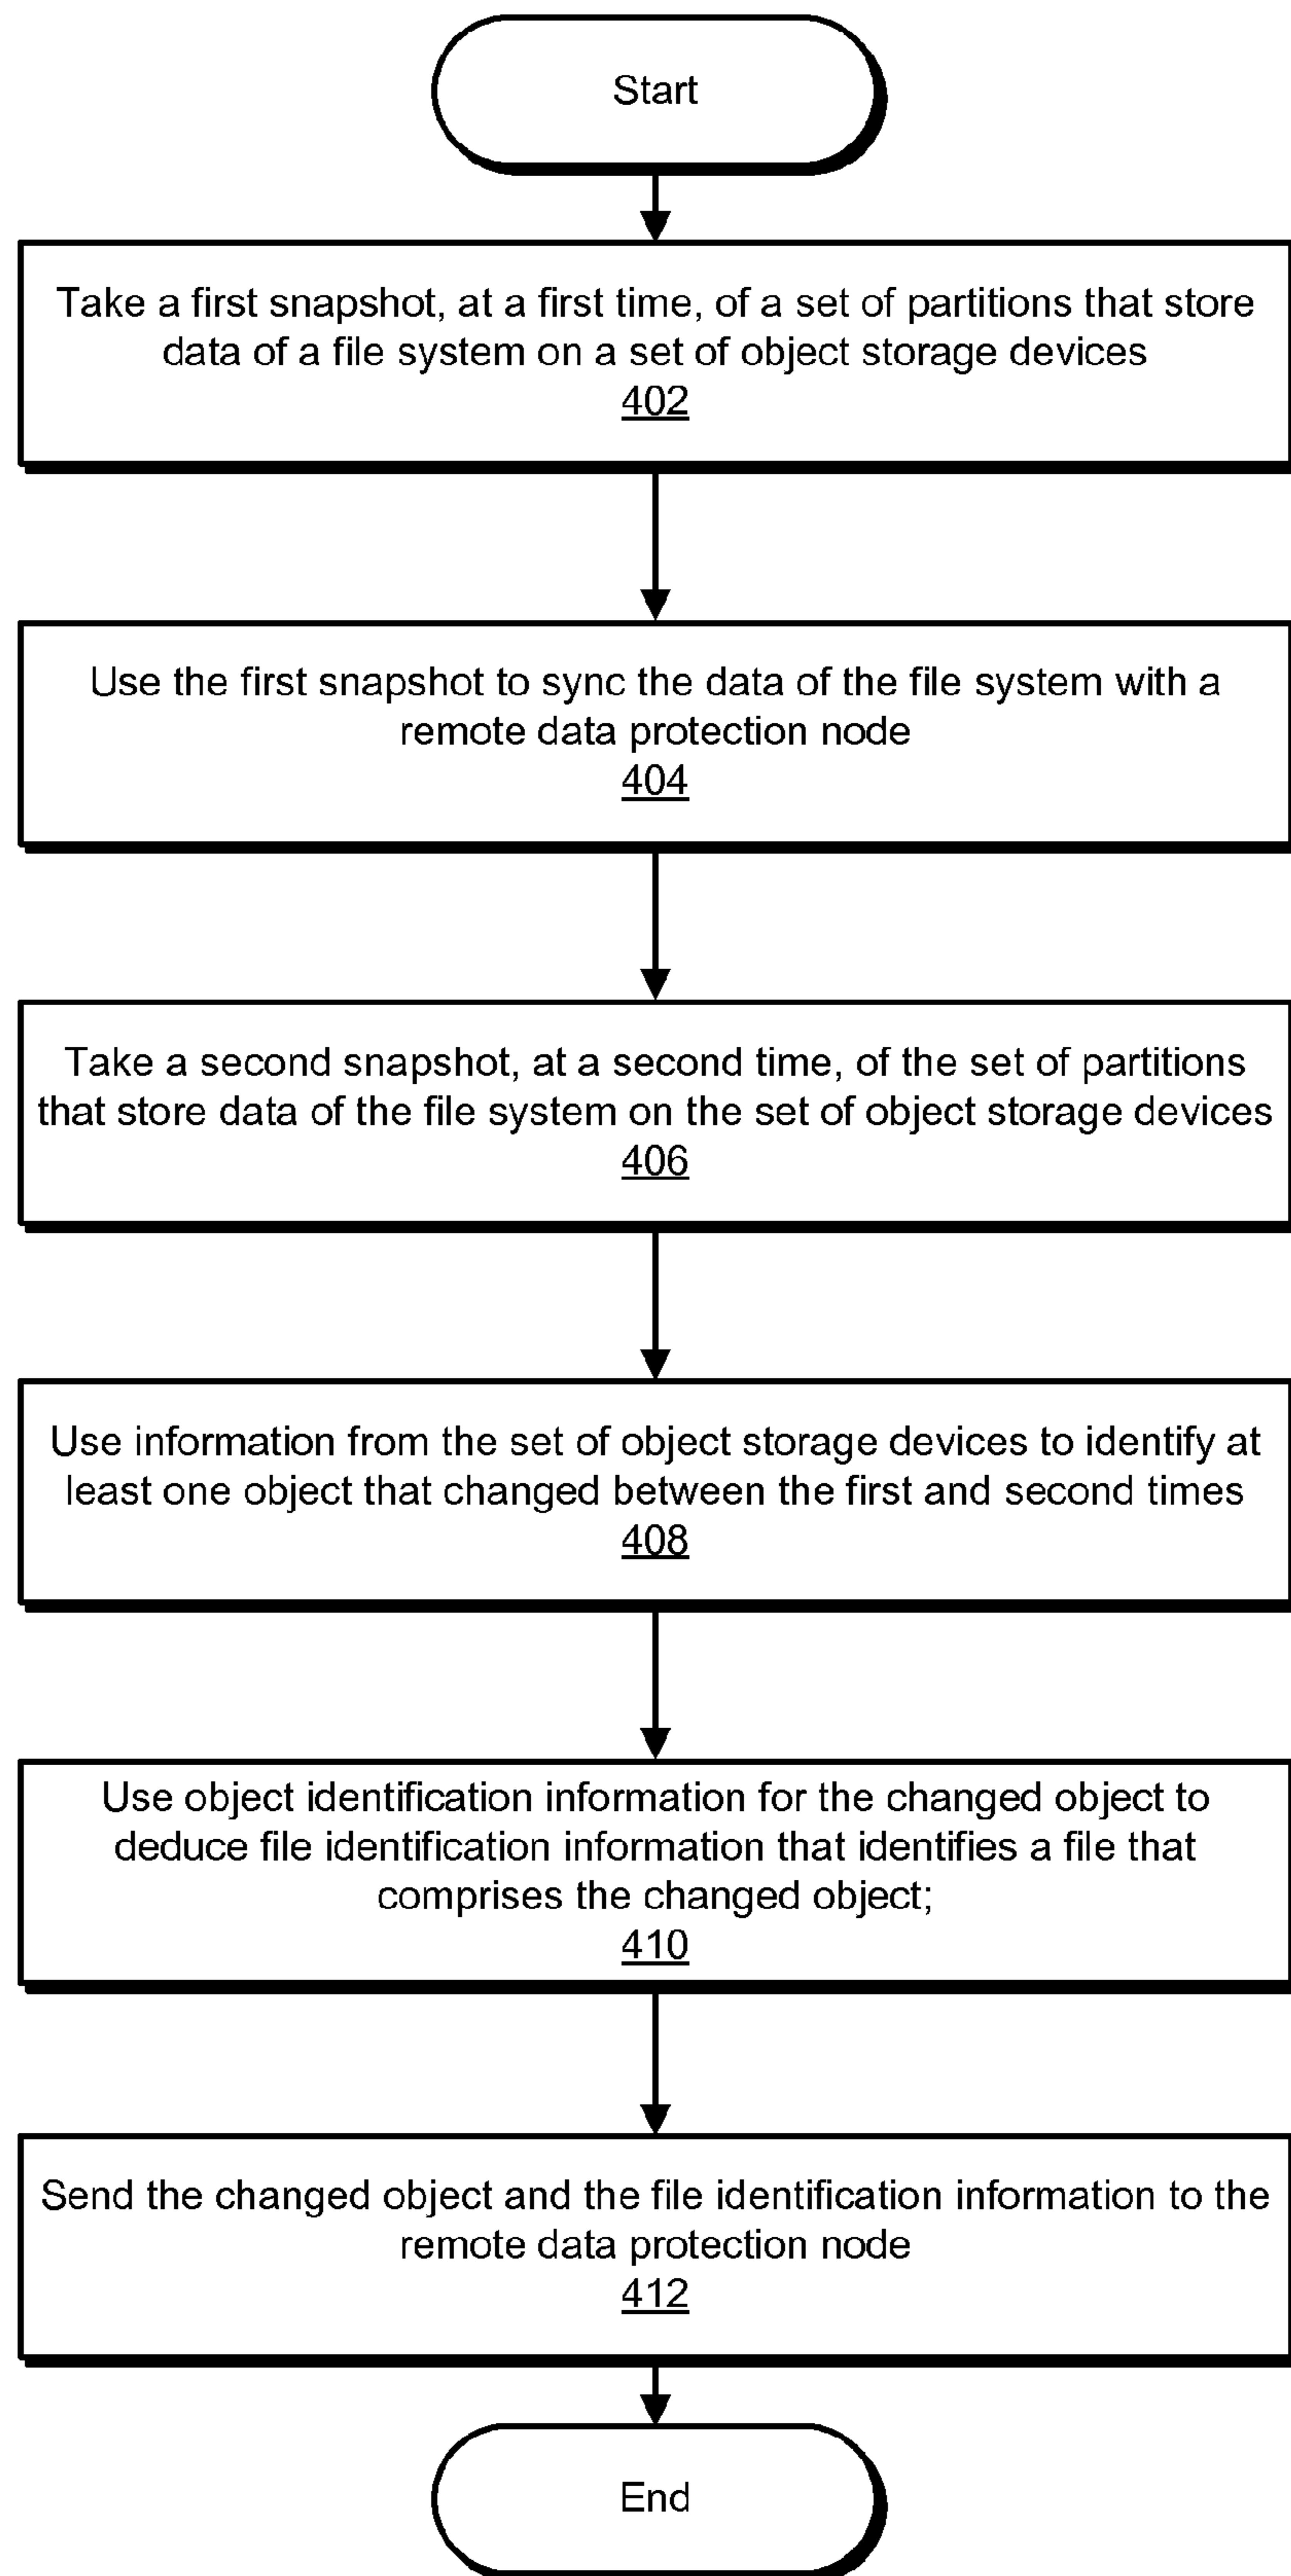 Start
Take a first snapshot, at a first time, of a set of partitions that store
data of a file system on a set of object storage devices
402
Use the first snapshot to sync the data of the file system with a
remote data protection node
404
Take a second snapshot, at a second time, of the set of partitions
that store data of the file system on the set of object storage devices
406
Use information from the set of object storage devices to identify at
least one object that changed between the first and second times
408
Use object identification information for the changed object to
deduce file identification information that identifies a file that
comprises the changed object;
410
Send the changed object and the file identification information to the
remote data protection node
412
End